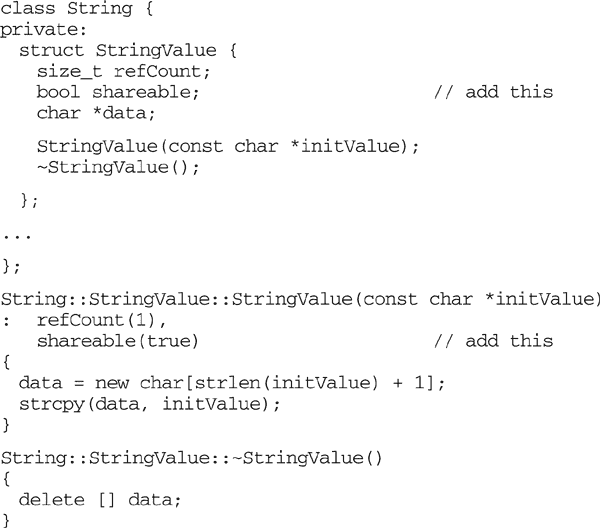 class String {
private:
  struct StringValue {
    size_t refCount;
    bool shareable;                    // add this
    char *data;
    StringValue(const char *initValue);
    ~StringValue();
  };
...
};
String::StringValue::StringValue(const char *initValue)
:   refCount(1),
    shareable(true)                    // add this
{
  data = new char[strlen(initValue) + 1];
  strcpy(data, initValue);
}
String::StringValue::~StringValue()
{
  delete [] data;
}